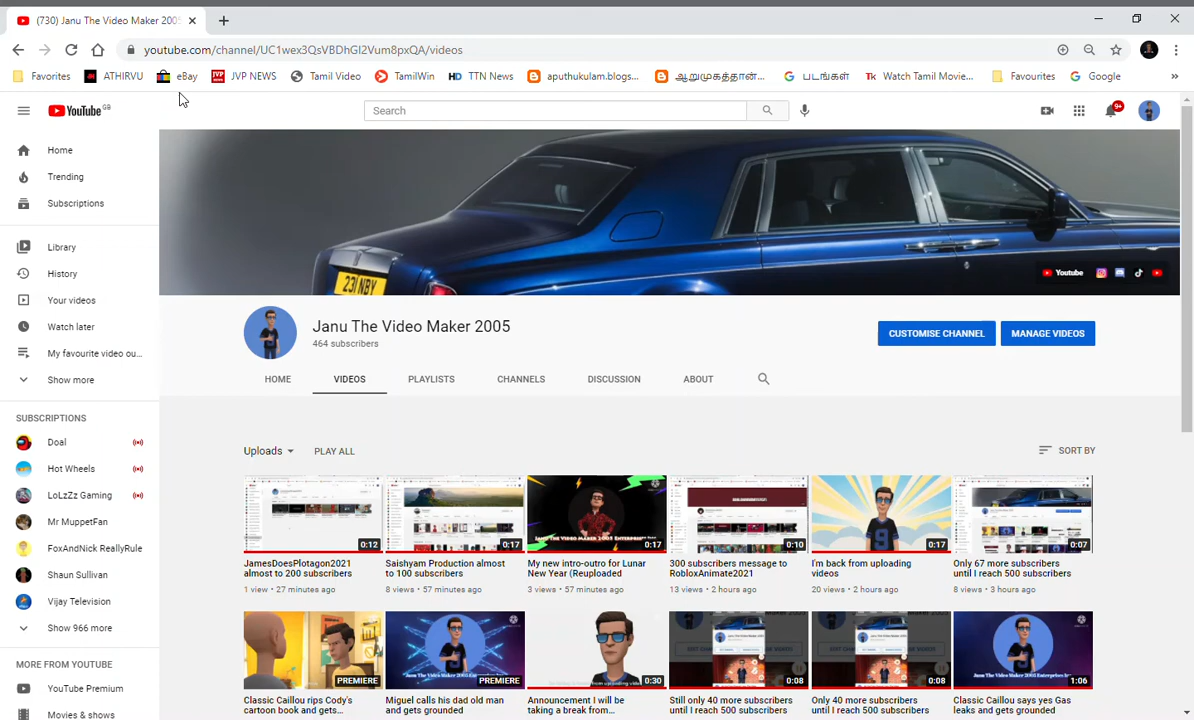 (730) Janu The Video Maker 2005
youtube.com/channel/UC1wex3QsVBDhGI2Vum8pxQA/videos
Favorites ATHIRVU eBay JVP NEWS Tamil Video TamilWin TTN News aputhukulam.blogs... ஆறுமுகத்தான்... படங்கள் Watch Tamil Movie... Favourites Google
YouTube GB
Search
9+
Home
Trending
Subscriptions
Library
History
Your videos
Watch later
My favourite video ou...
Show more
SUBSCRIPTIONS
Doal
Hot Wheels
LoLzZz Gaming
Mr MuppetFan
FoxAndNick ReallyRule
Shaun Sullivan
Vijay Television
Show 966 more
MORE FROM YOUTUBE
YouTube Premium
Movies & shows
Youtube
Janu The Video Maker 2005
464 subscribers
CUSTOMISE CHANNEL MANAGE VIDEOS
HOME VIDEOS PLAYLISTS CHANNELS DISCUSSION ABOUT
Uploads PLAY ALL SORT BY
0:12 0:17 0:17 0:10 0:17 0:07
JamesDoesPlotagon2021
almost to 200 subscribers
1 view • 27 minutes ago
Saishyam Production almost
to 100 subscribers
8 views • 57 minutes ago
My new intro-outro for Lunar
New Year (Reuploaded
3 views • 57 minutes ago
300 subscribers message to
RobloxAnimate2021
13 views • 2 hours ago
I'm back from uploading
videos
20 views • 2 hours ago
Only 67 more subscribers
until I reach 500 subscribers
8 views • 3 hours ago
PREMIERE PREMIERE 0:30 0:08 0:08 1:06
Classic Caillou rips Cody's
cartoon book and gets...
Miguel calls his dad old man
and gets grounded
Announcement I will be
taking a break from...
Still only 40 more subscribers
until I reach 500 subscribers
Only 40 more subscribers
until I reach 500 subscribers
Classic Caillou says yes Gas
leaks and gets grounded